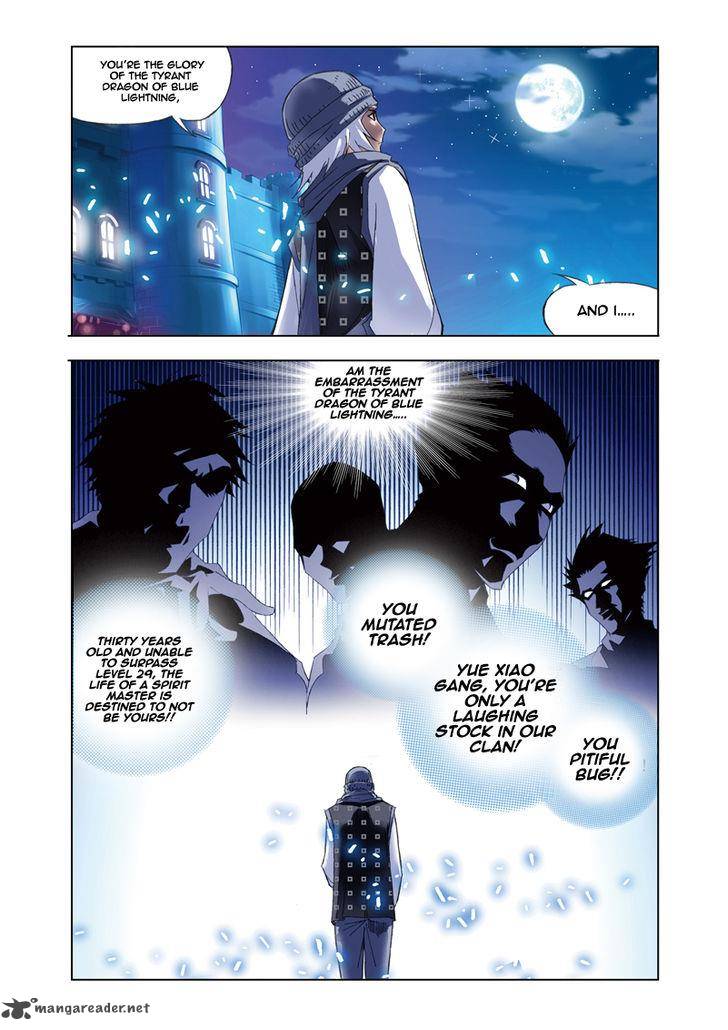 YOU'RE THE GLORY
OF THE TYRANT
DRAGON OF BLUE
LIGHTNING,
AND I.....
AM THE
EMBARRASSMENT
OF THE TYRANT
DRAGON OF BLUE
LIGHTNING.....
THIRTY YEARS
OLD AND UNABLE
TO SURPASS
LEVEL 29, THE
LIFE OF A SPIRIT
MASTER IS
DESTINED TO NOT
BE YOURS!!
YOU
MUTATED
TRASH!
YUE XIAO
GANG, YOU'RE
ONLY A
LAUGHING
STOCK IN OUR
CLAN!
YOU
PITIFUL
BUG!!
mangareader.net